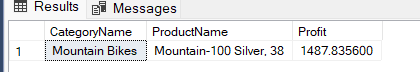 Results Messages
CategoryName ProductName Profit
1 Mountain Bikes Mountain-100 Silver, 38 1487.835600